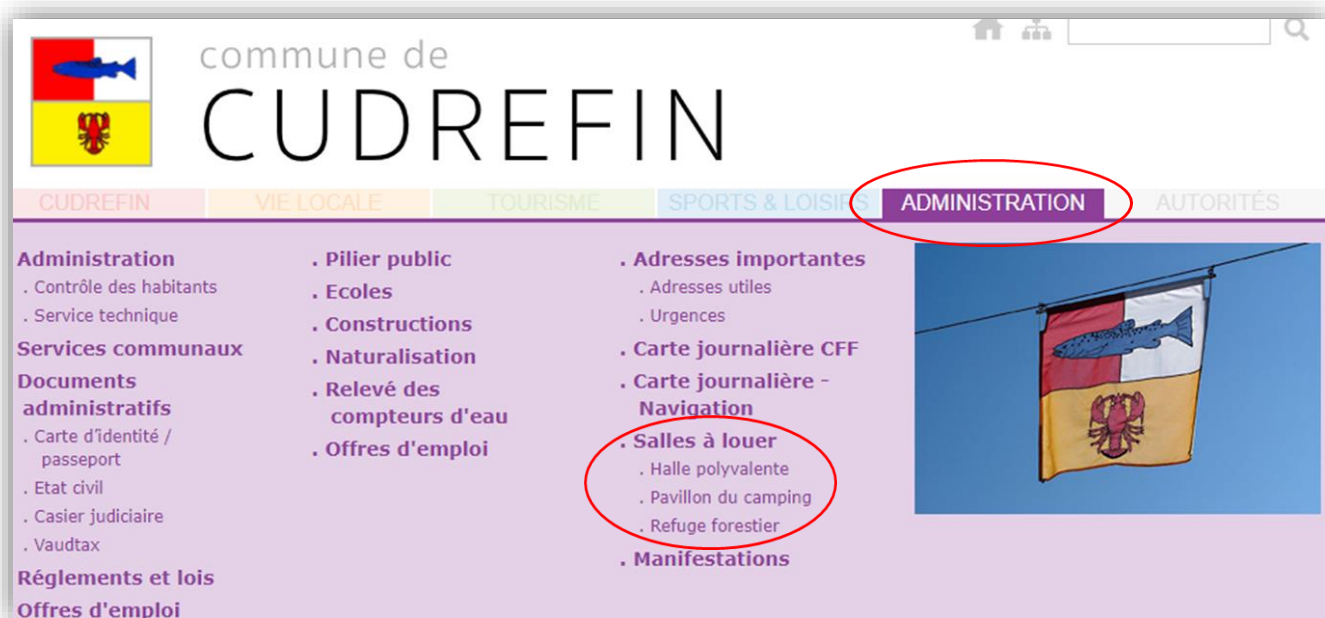 commune de
CUDREFIN
CUDREFIN
VIE LOCALE
TOURISME
SPORTS & LOISIRS
ADMINISTRATION
AUTORITÉS
Administration
. Contrôle des habitants
. Service technique
Services communaux
Documents
administratifs
. Carte d'identité /
passeport
. Etat civil
. Casier judiciaire
. Vaudtax
Réglements et lois
Offres d'emploi
. Pilier public
. Ecoles
. Constructions
. Naturalisation
. Relevé des
compteurs d'eau
. Offres d'emploi
. Adresses importantes
. Adresses utiles
. Urgences
. Carte journalière CFF
. Carte journalière -
Navigation
. Salles à louer
. Halle polyvalente
. Pavillon du camping
. Refuge forestier
. Manifestations